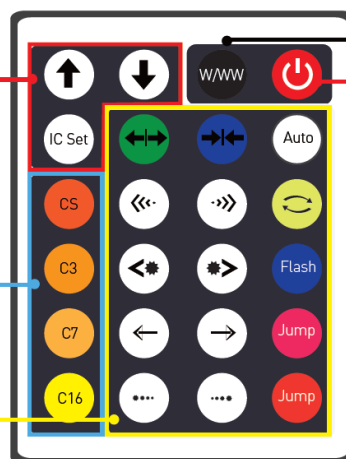 W/WW
IC Set
Auto
CS
C3
Flash
C7
Jump
C16
Jump